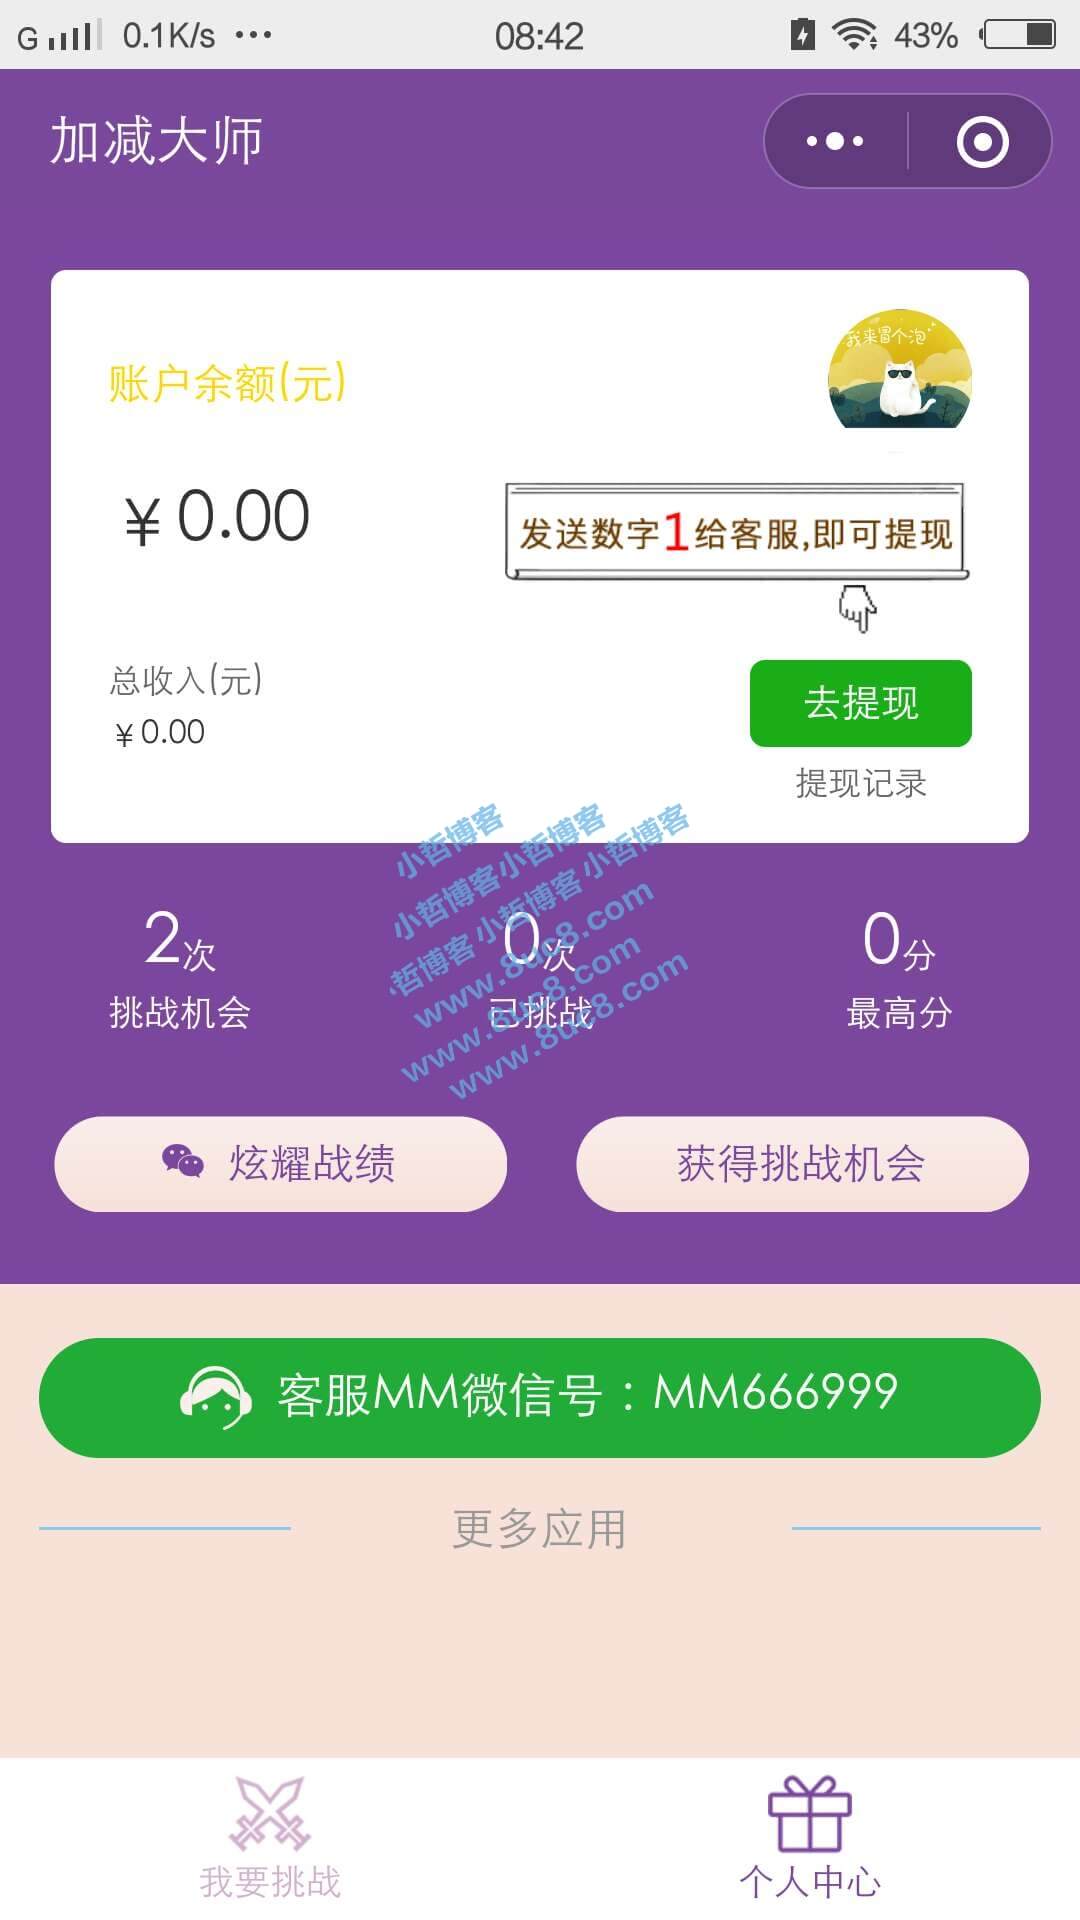 G 0.1K/s ••• 08:42 43%
加减大师
我来冒个泡
账户余额(元)
¥0.00
发送数字1给客服,即可提现
总收入(元)
¥0.00
去提现
提现记录
小哲博客
小哲博客小哲博客
哲博客小哲博客小哲博客
www.8uc8.com
www.8uc8.com
www.8uc8.com
2次 0次 0分
挑战机会 已挑战 最高分
炫耀战绩 获得挑战机会
客服MM微信号：MM666999
更多应用
我要挑战 个人中心